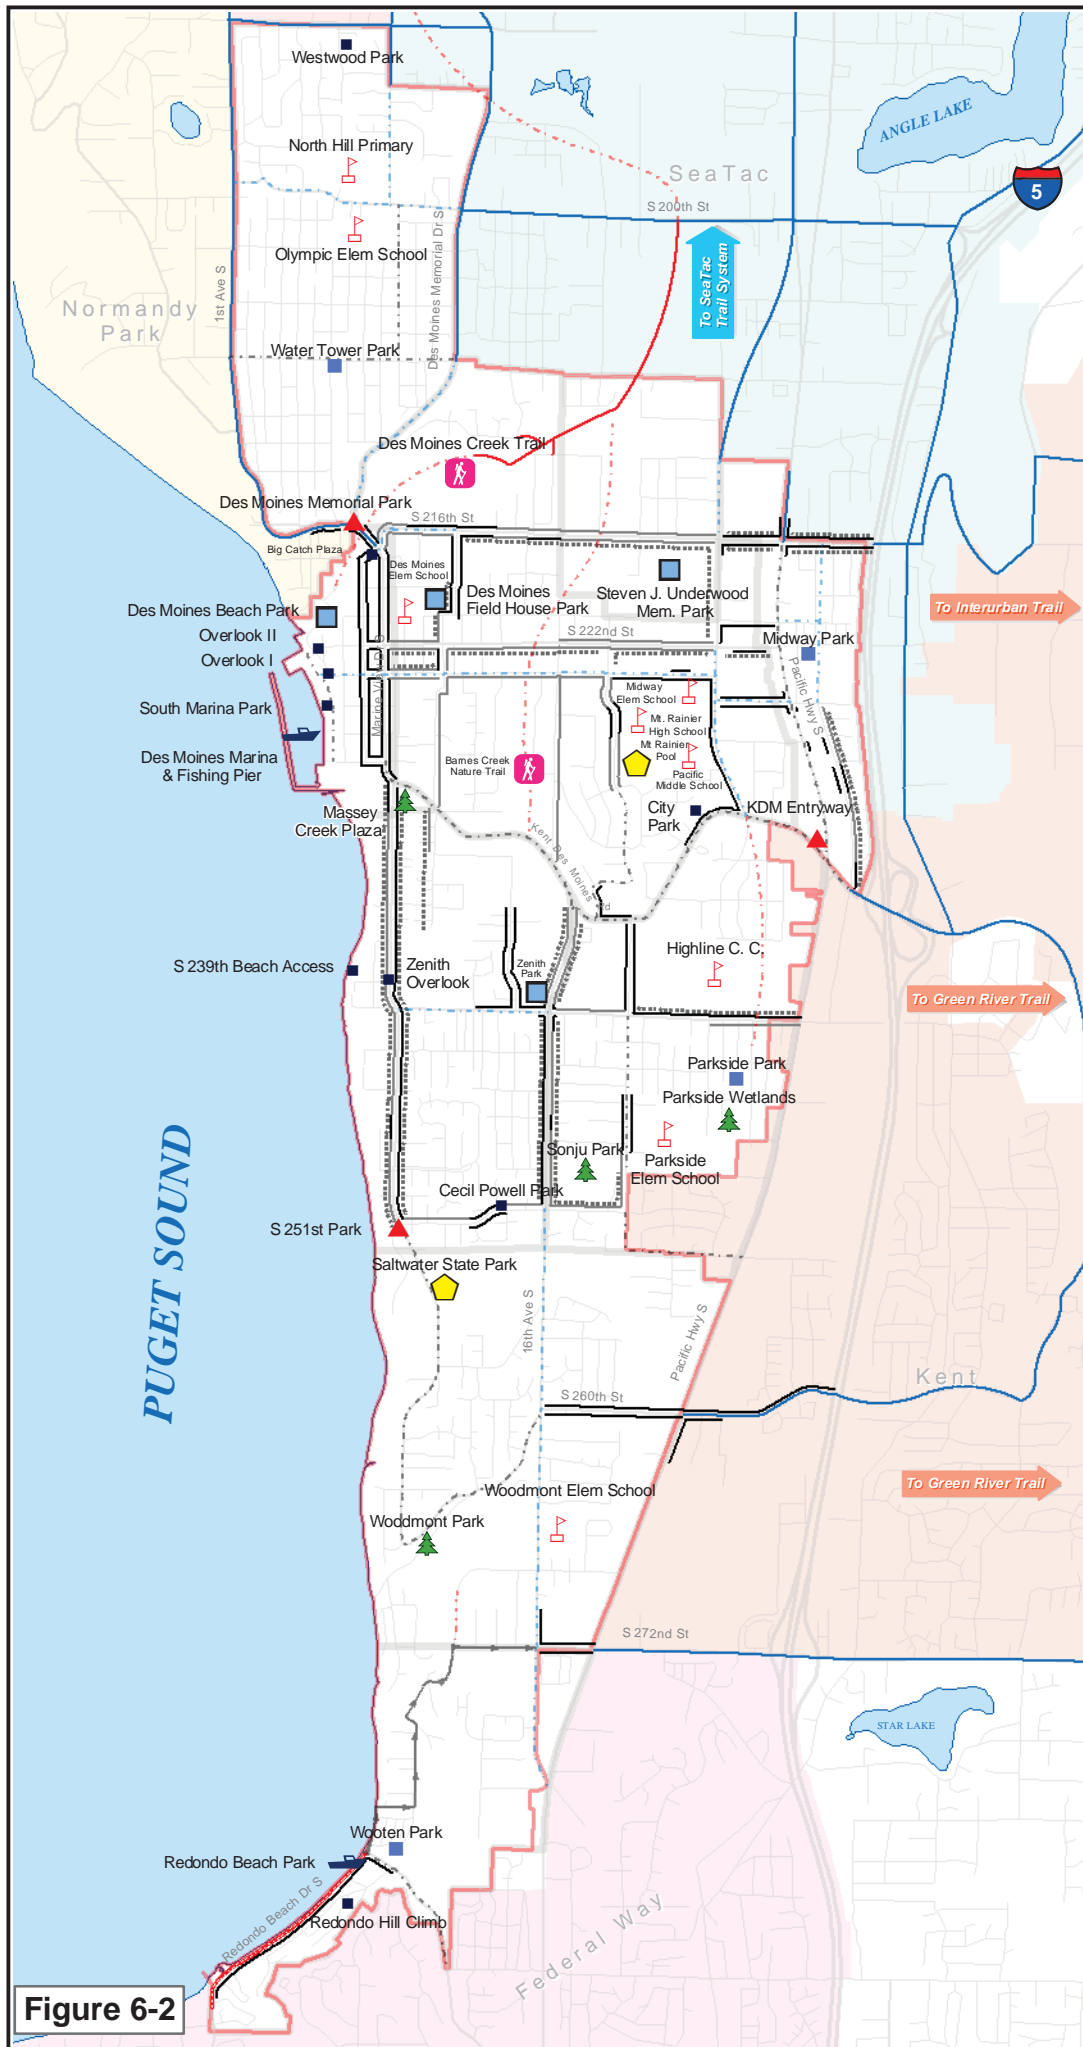 Westwood Park
ANGLE LAKE
North Hill Primary
SeaTac
5
S 200th St
Olympic Elem School
1st Ave S
Des Moines Memorial Dr S
To SeaTac
Trail System
Normandy
Park
Water Tower Park
Des Moines Creek Trail
Des Moines Memorial Park
S 216th St
Big Catch Plaza
Des Moines
Elem School
Des Moines
Field House Park
Steven J. Underwood
Mem. Park
To Interurban Trail
Des Moines Beach Park
Overlook II
Overlook I
S 222nd St
Midway Park
Marine View Dr S
Pacific Hwy S
Midway
Elem School
South Marina Park
Mt. Rainier
High School
Mt Rainier
Pool
Des Moines Marina
& Fishing Pier
Barnes Creek
Nature Trail
Pacific
Middle School
Massey
Creek Plaza
City
Park
KDM Entryway
Kent Des Moines Rd
Highline C. C.
S 239th Beach Access
Zenith
Overlook
Zenith
Park
To Green River Trail
Parkside Park
Parkside Wetlands
PUGET SOUND
Sonju Park
Parkside
Elem School
Cecil Powell Park
S 251st Park
Saltwater State Park
16th Ave S
Pacific Hwy S
Kent
S 260th St
To Green River Trail
Woodmont Elem School
Woodmont Park
S 272nd St
STAR LAKE
Wooten Park
Redondo Beach Park
Redondo Beach Dr S
Redondo Hill Climb
Federal Way
Figure 6-2